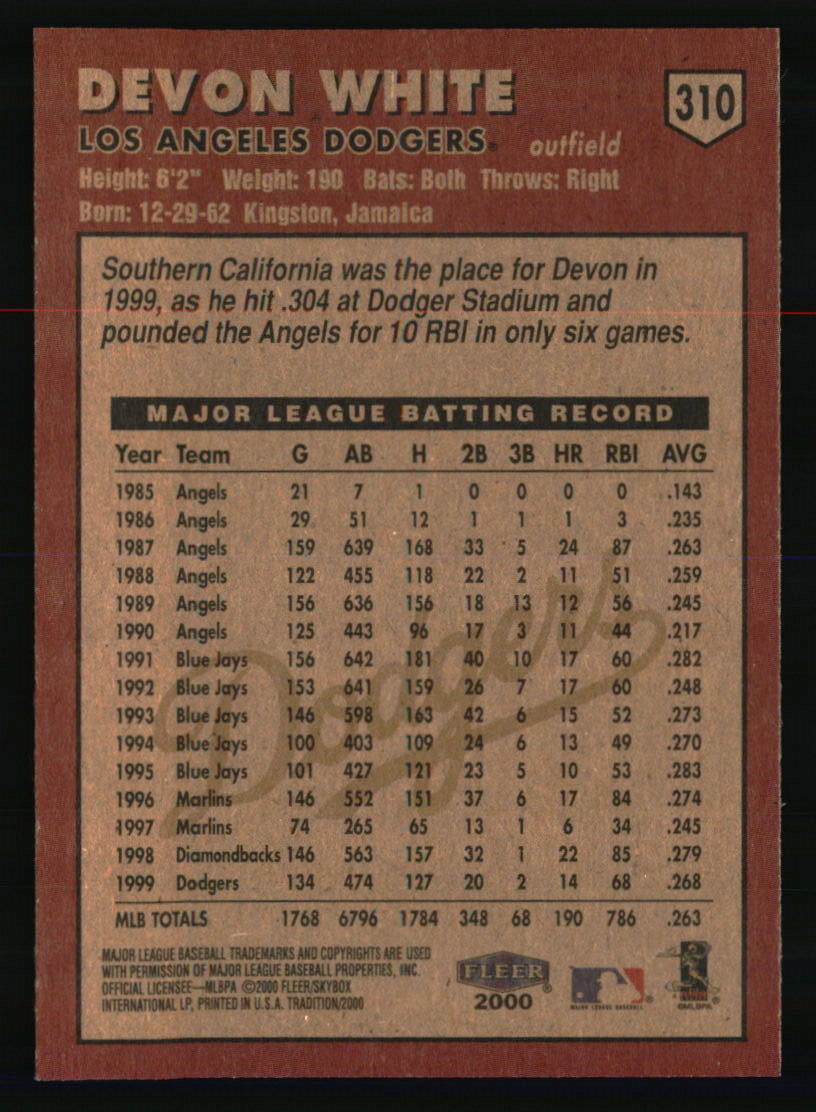 DEVON WHITE
310
LOS ANGELES DODGERS® outfield
Height: 6'2" Weight: 190 Bats: Both Throws: Right
Born: 12-29-62 Kingston, Jamaica
Southern California was the place for Devon in
1999, as he hit .304 at Dodger Stadium and
pounded the Angels for 10 RBI in only six games.
MAJOR LEAGUE BATTING RECORD
Year Team G AB H 2B 3B HR RBI AVG
1985 Angels 21 7 1 0 0 0 0 .143
1986 Angels 29 51 12 1 1 1 3 .235
1987 Angels 159 639 168 33 5 24 87 .263
1988 Angels 122 455 118 22 2 11 51 .259
1989 Angels 156 636 156 18 13 12 56 .245
1990 Angels 125 443 96 17 3 11 44 .217
1991 Blue Jays 156 642 181 40 10 17 60 .282
1992 Blue Jays 153 641 159 26 7 17 60 .248
1993 Blue Jays 146 598 163 42 6 15 52 .273
1994 Blue Jays 100 403 109 24 6 13 49 .270
1995 Blue Jays 101 427 121 23 5 10 53 .283
1996 Marlins 146 552 151 37 6 17 84 .274
1997 Marlins 74 265 65 13 1 6 34 .245
1998 Diamondbacks 146 563 157 32 1 22 85 .279
1999 Dodgers 134 474 127 20 2 14 68 .268
MLB TOTALS 1768 6796 1784 348 68 190 786 .263
Dodgers
MAJOR LEAGUE BASEBALL TRADEMARKS AND COPYRIGHTS ARE USED
WITH PERMISSION OF MAJOR LEAGUE BASEBALL PROPERTIES, INC.
OFFICIAL LICENSEE—MLBPA ©2000 FLEER/SKYBOX
INTERNATIONAL LP, PRINTED IN U.S.A. TRADITION/2000
FLEER®
2000
MAJOR LEAGUE BASEBALL
©MLBPA